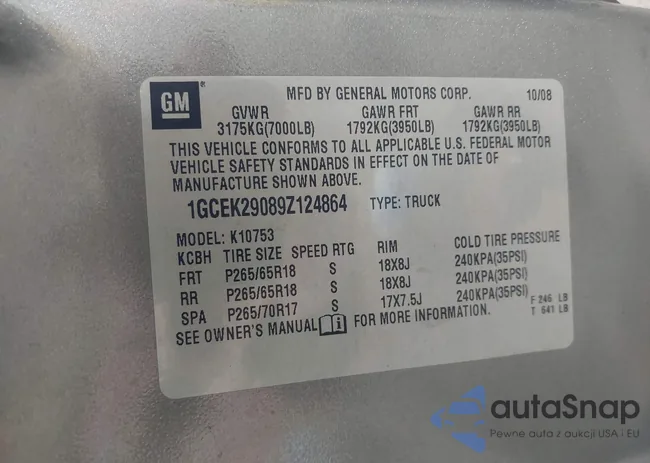 GM ®
MFD BY GENERAL MOTORS CORP. 10/08
GVWR GAWR FRT GAWR RR
3175KG(7000LB) 1792KG(3950LB) 1792KG(3950LB)
THIS VEHICLE CONFORMS TO ALL APPLICABLE U.S. FEDERAL MOTOR
VEHICLE SAFETY STANDARDS IN EFFECT ON THE DATE OF
MANUFACTURE SHOWN ABOVE.
1GCEK29089Z124864 TYPE: TRUCK
MODEL: K10753
KCBH TIRE SIZE SPEED RTG RIM COLD TIRE PRESSURE
FRT P265/65R18 S 18X8J 240KPA(35PSI)
RR P265/65R18 S 18X8J 240KPA(35PSI)
SPA P265/70R17 S 17X7.5J 240KPA(35PSI) F 246 LB
SEE OWNER'S MANUAL i FOR MORE INFORMATION. T 541 LB
autaSnap
Pewne auta z aukcji USA i EU